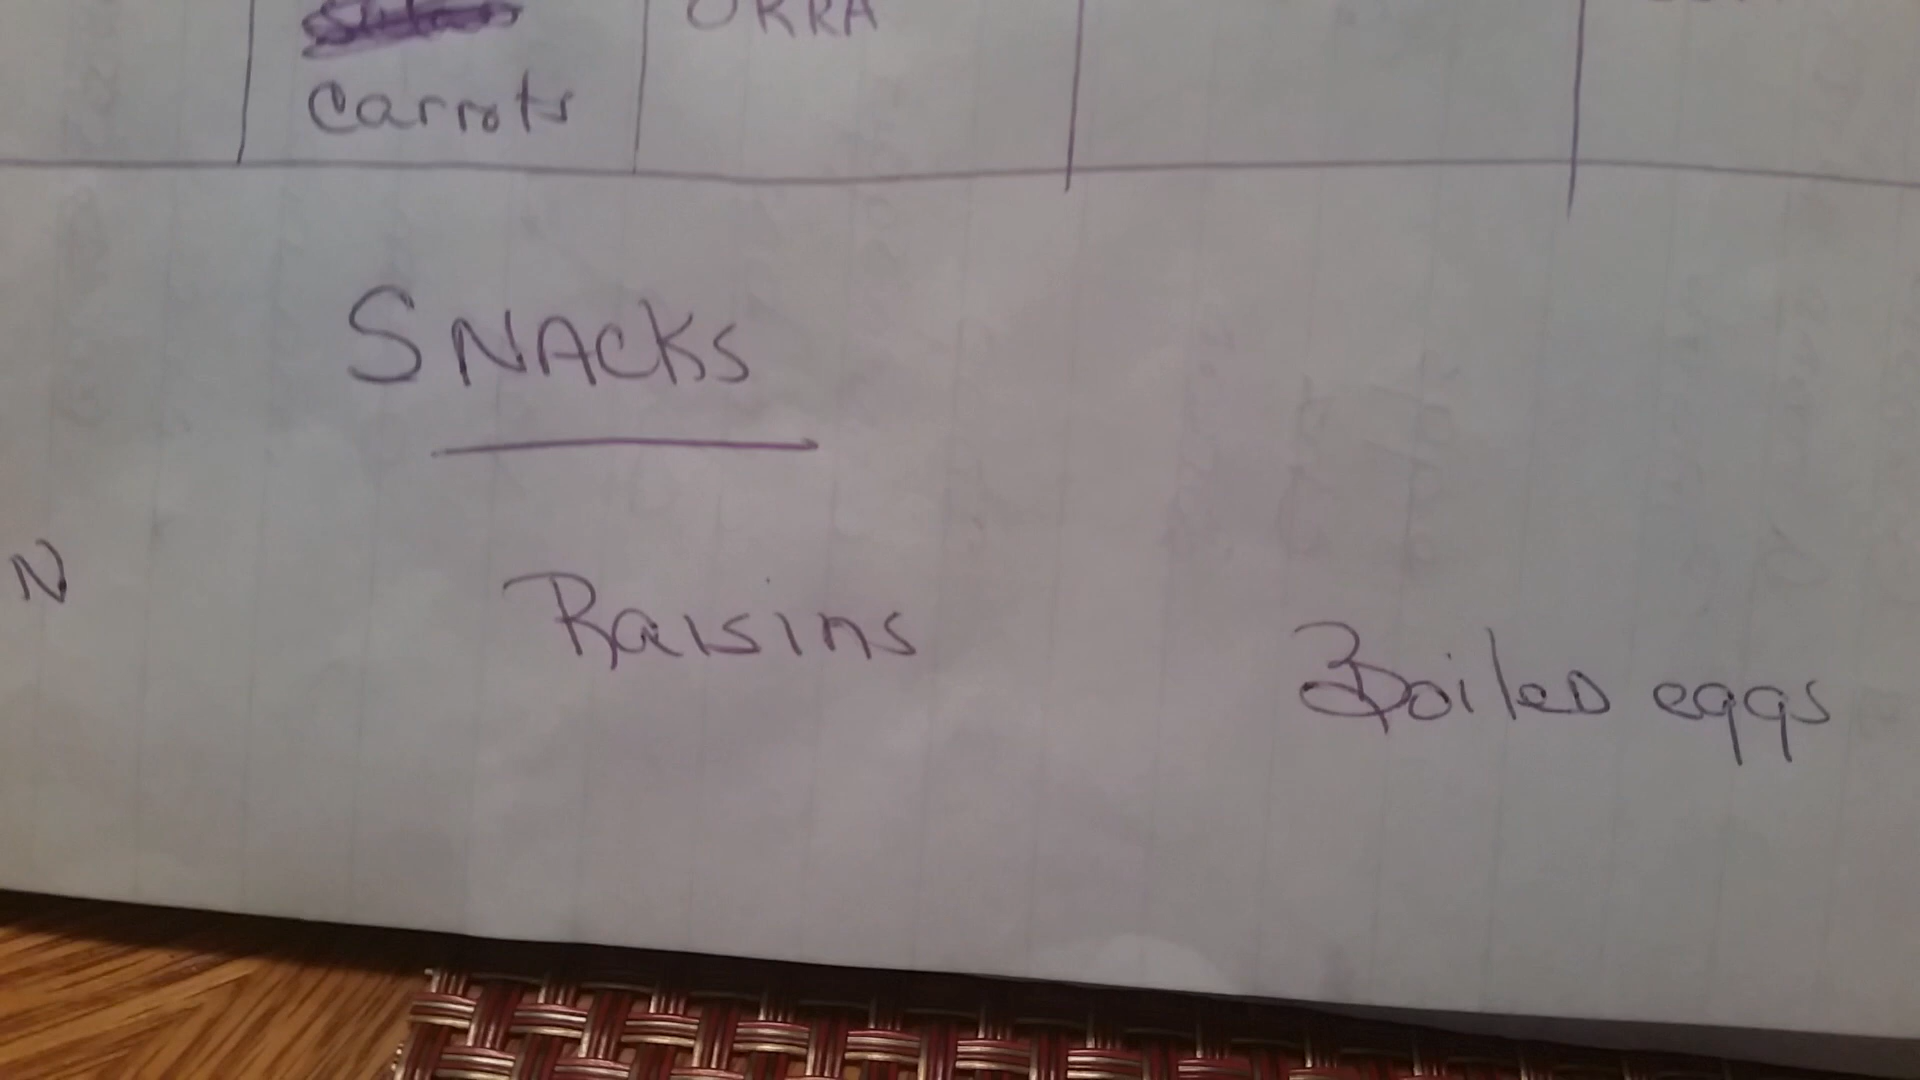 OKRA
Carrots
SNACKS
N
Raisins
Boiled eggs